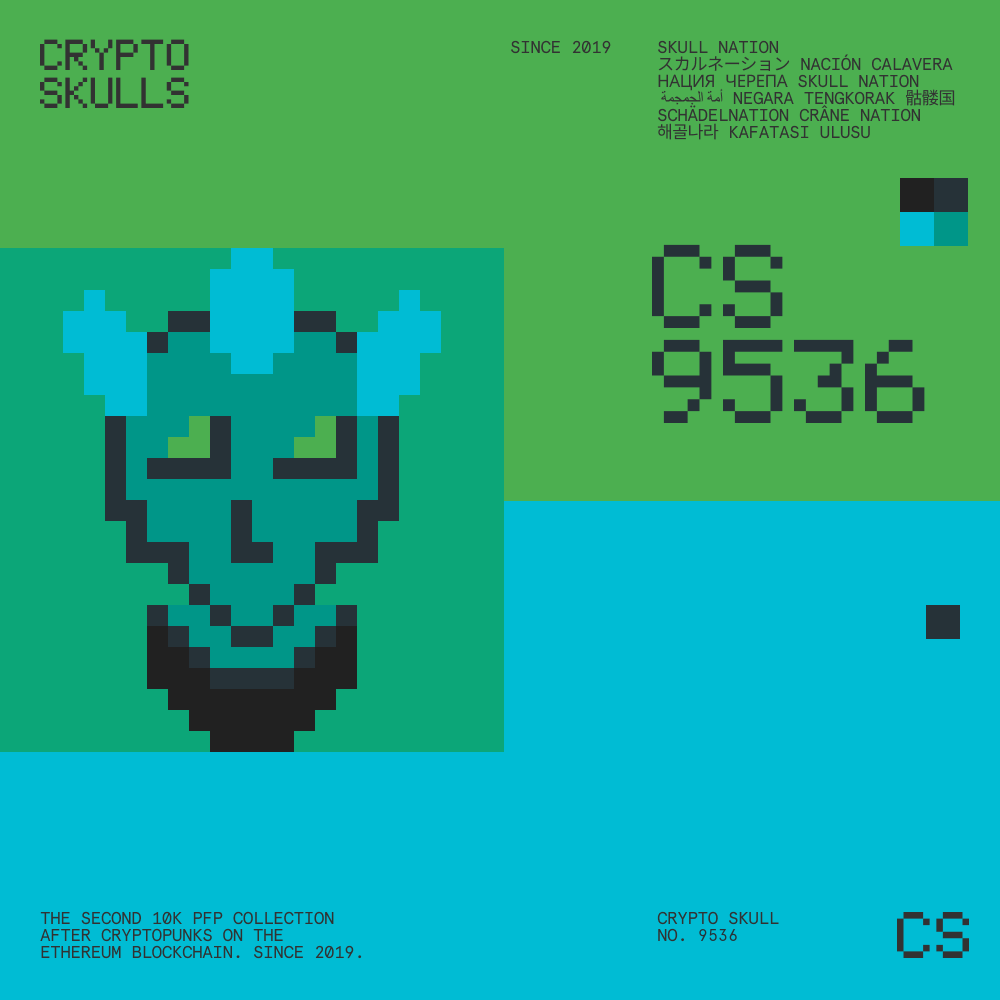 CRYPTO
SKULLS
SINCE 2019
SKULL NATION
スカルネーション NACIÓN CALAVERA
НАЦИЯ ЧЕРЕПА SKULL NATION
أمة الجمجمة NEGARA TENGKORAK 骷髅国
SCHÄDELNATION CRÂNE NATION
해골나라 KAFATASI ULUSU
CS
9536
THE SECOND 10K PFP COLLECTION
AFTER CRYPTOPUNKS ON THE
ETHEREUM BLOCKCHAIN. SINCE 2019.
CRYPTO SKULL
NO. 9536
CS